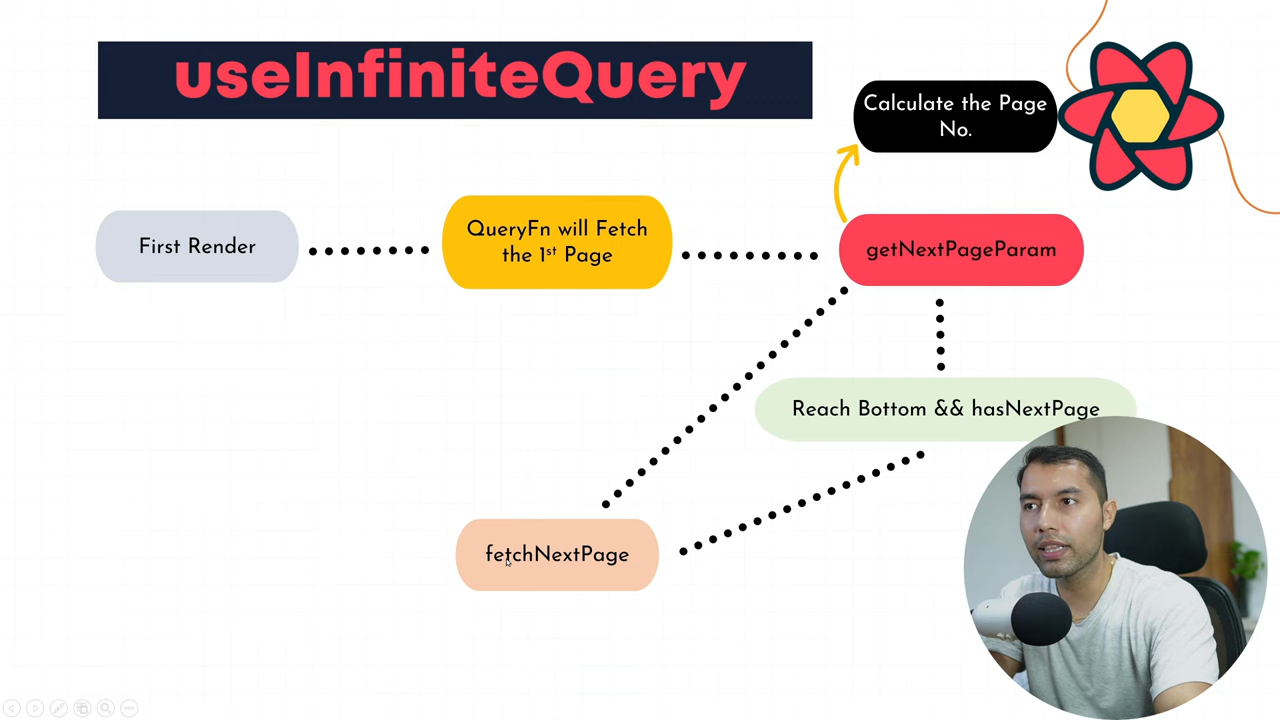 useInfiniteQuery
Calculate the Page
No.
First Render
QueryFn will Fetch
the 1st Page
getNextPageParam
Reach Bottom && hasNextPage
fetchNextPage